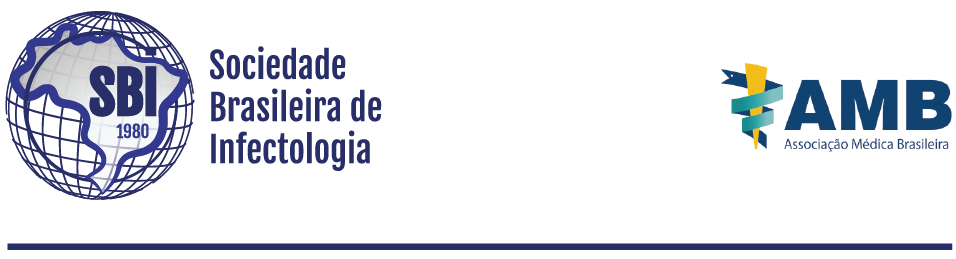 SBI
1980
Sociedade
Brasileira de
Infectologia
AMB
Associação Médica Brasileira